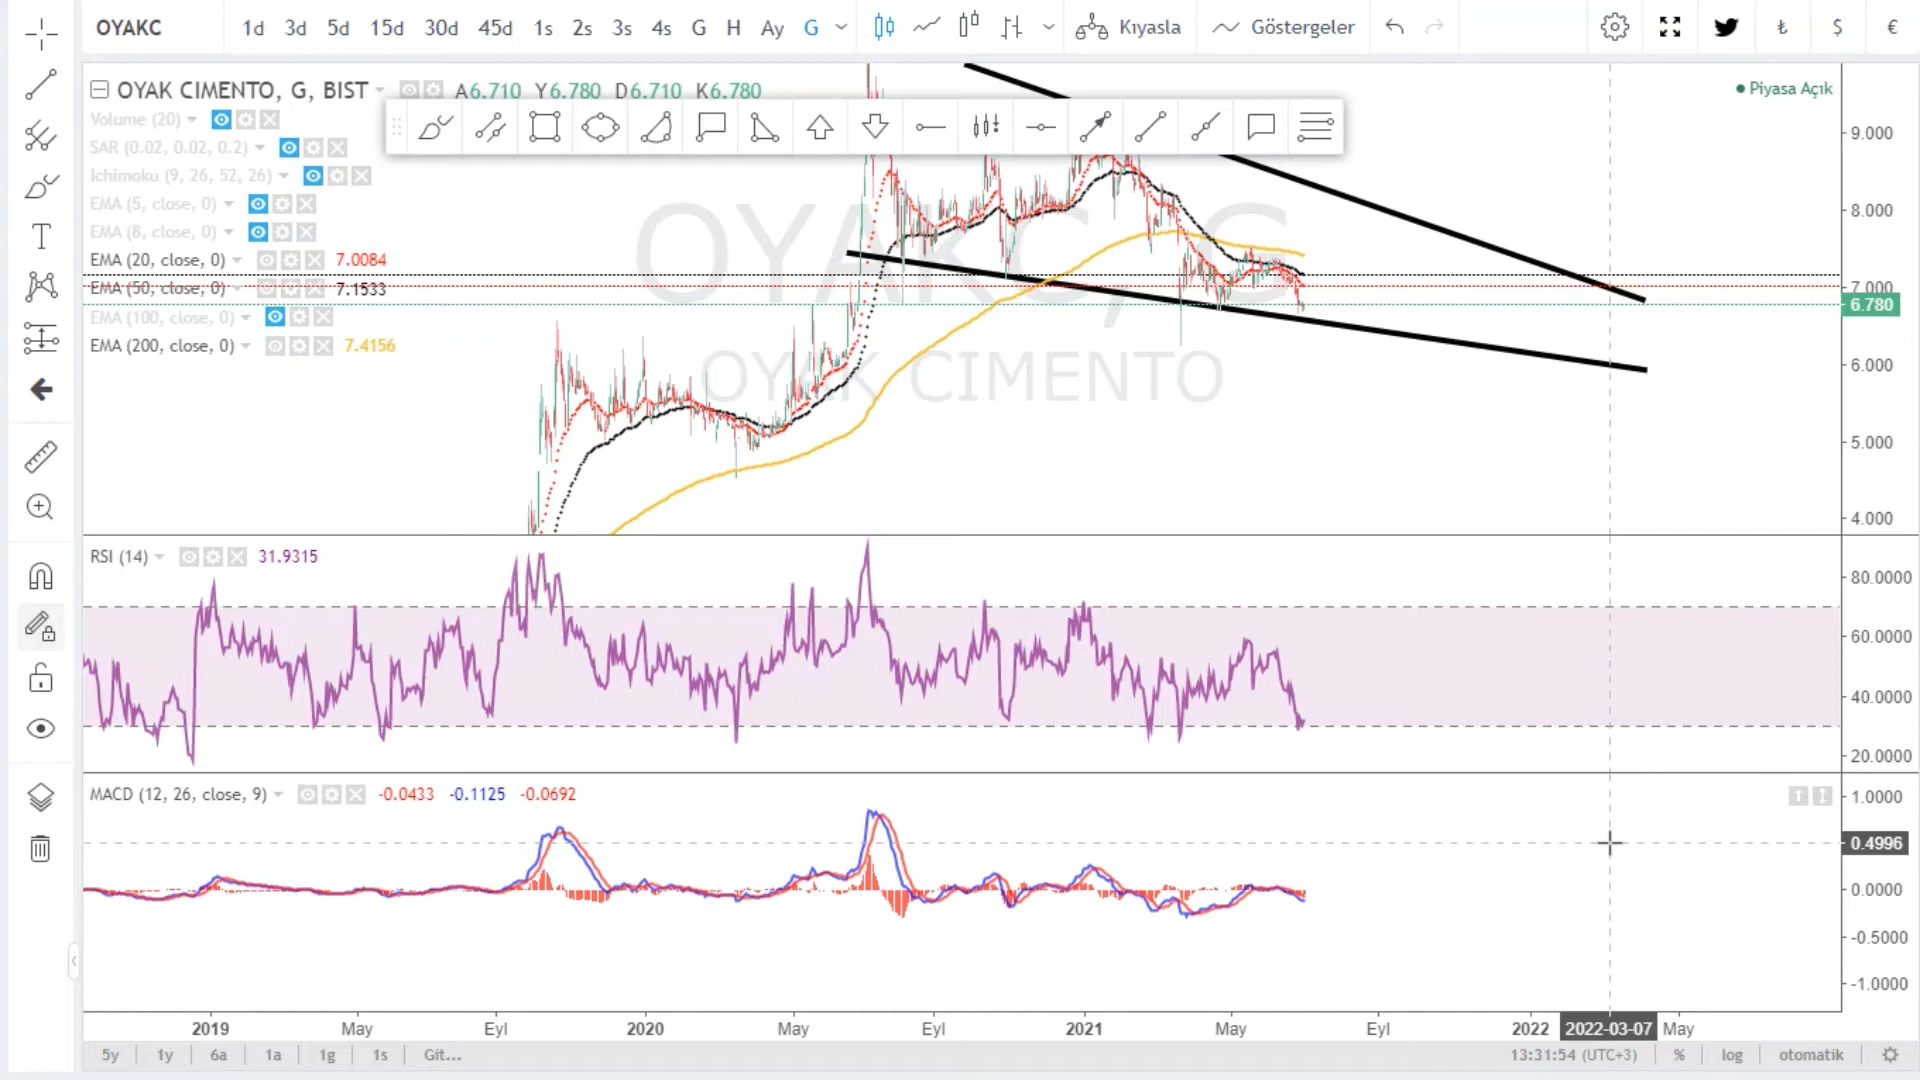 OYAKC 1d 3d 5d 15d 30d 45d 1s 2s 3s 4s G H Ay G Kıyasla Göstergeler ₺ $ €
OYAK CIMENTO, G, BIST A6.710 Y6.780 D6.710 K6.780
Piyasa Açık
Volume (20)
SAR (0.02, 0.02, 0.2)
Ichimoku (9, 26, 52, 26)
EMA (5, close, 0)
EMA (8, close, 0)
EMA (20, close, 0) 7.0084
EMA (50, close, 0) 7.1533
EMA (100, close, 0)
EMA (200, close, 0) 7.4156
OYAKC, G
OYAK CIMENTO
9.000
8.000
7.000
6.780
6.000
5.000
4.000
RSI (14) 31.9315
80.0000
60.0000
40.0000
20.0000
MACD (12, 26, close, 9) -0.0433 -0.1125 -0.0692
1.0000
0.4996
0.0000
-0.5000
-1.0000
2019 May Eyl 2020 May Eyl 2021 May Eyl 2022 2022-03-07 May
5y 1y 6a 1a 1g 1s Git... 13:31:54 (UTC+3) % log otomatik